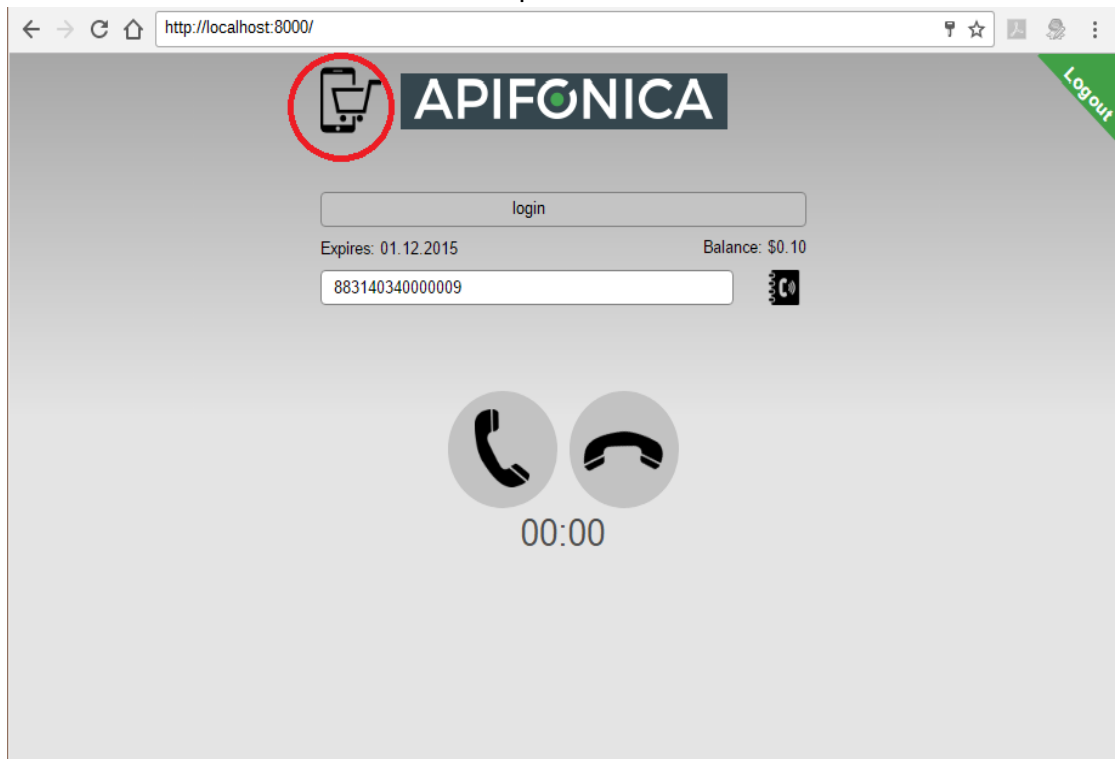 http://localhost:8000/
APIFONICA
Logout
login
Expires: 01.12.2015
Balance: $0.10
883140340000009
00:00